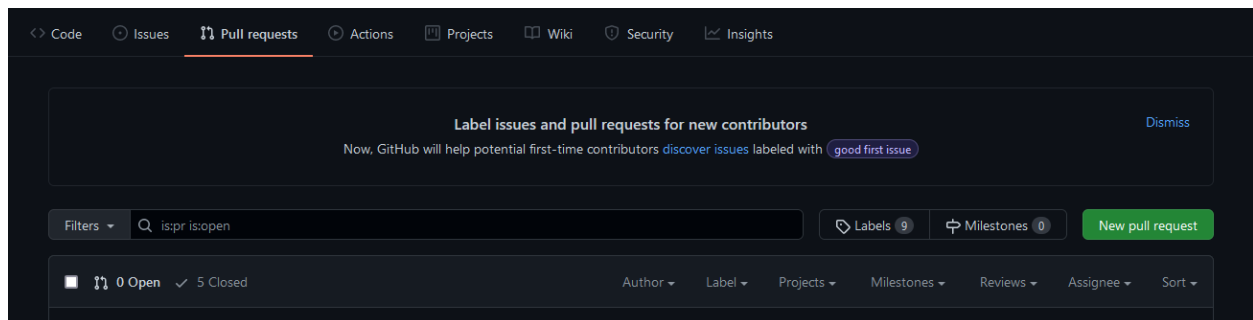 Code Issues Pull requests Actions Projects Wiki Security Insights
Label issues and pull requests for new contributors
Dismiss
Now, GitHub will help potential first-time contributors discover issues labeled with good first issue
Filters is:pr is:open Labels 9 Milestones 0 New pull request
0 Open 5 Closed Author Label Projects Milestones Reviews Assignee Sort